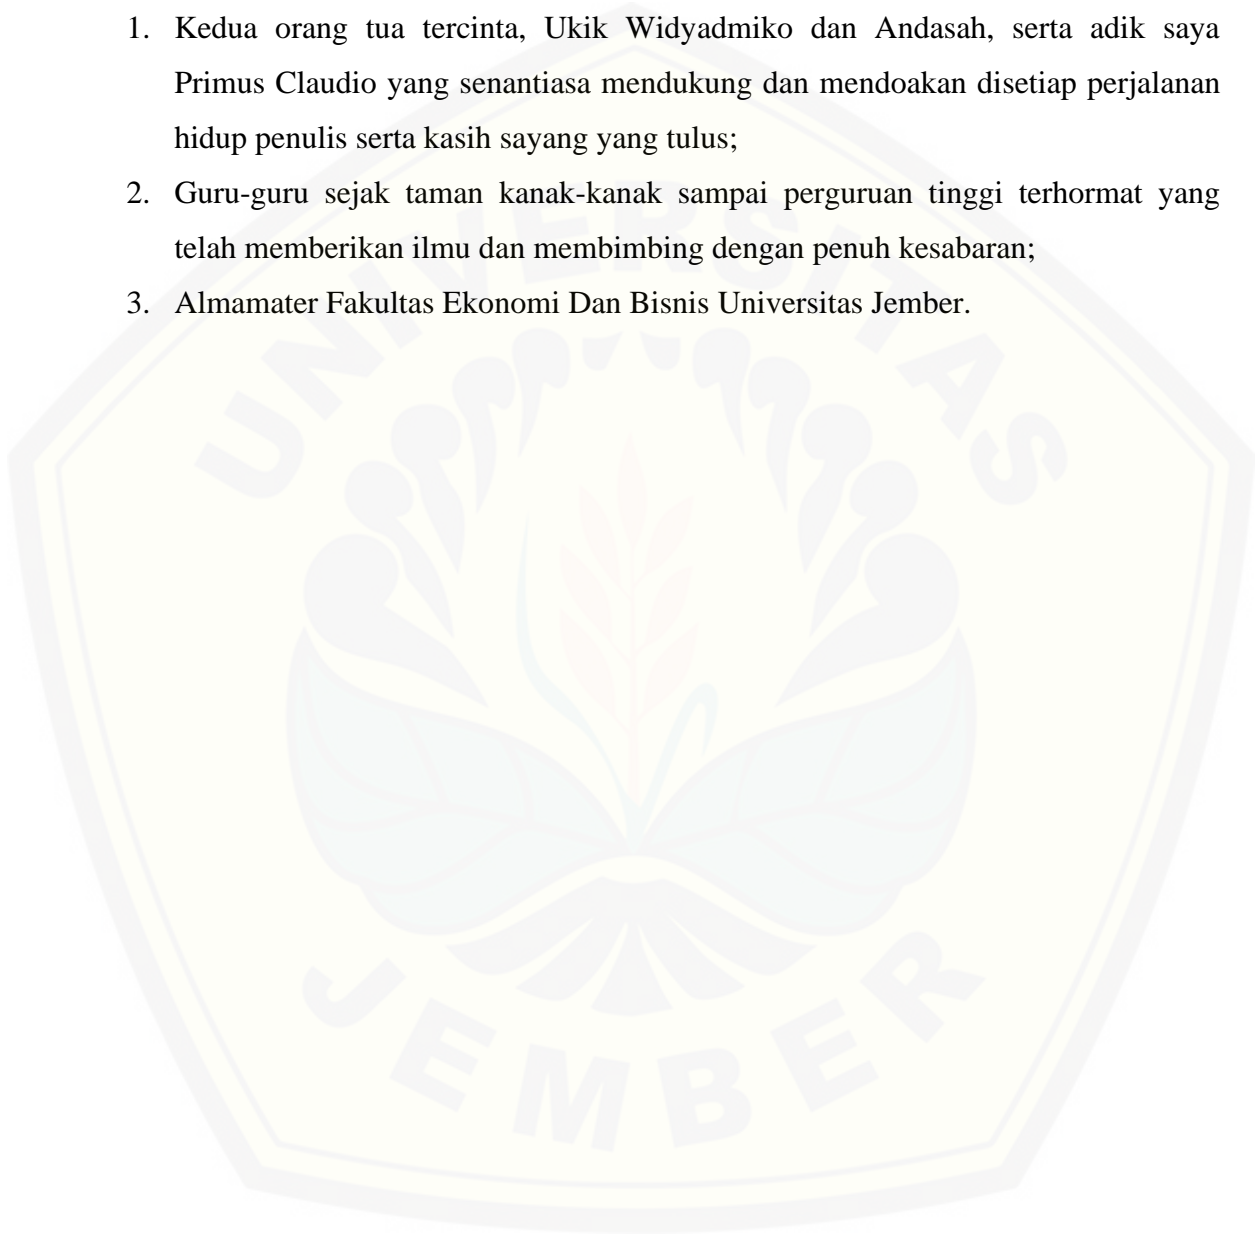 1. Kedua orang tua tercinta, Ukik Widyadmiko dan Andasah, serta adik saya
Primus Claudio yang senantiasa mendukung dan mendoakan disetiap perjalanan
hidup penulis serta kasih sayang yang tulus;
2. Guru-guru sejak taman kanak-kanak sampai perguruan tinggi terhormat yang
telah memberikan ilmu dan membimbing dengan penuh kesabaran;
3. Almamater Fakultas Ekonomi Dan Bisnis Universitas Jember.
UNIVERSITAS
JEMBER